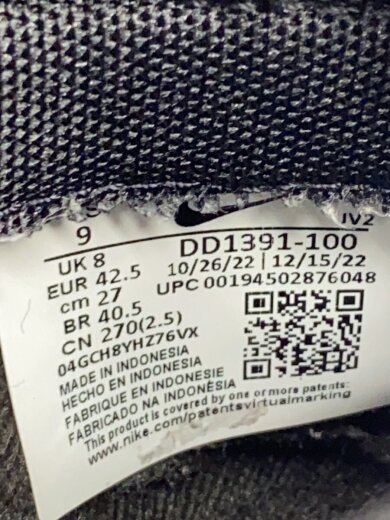 9
UK 8
EUR 42.5
cm 27
BR 40.5
CN 270(2.5)
04GCH8YHZ76VX
IV2
DD1391-100
10/26/22 | 12/15/22
UPC 00194502876048
MADE IN INDONESIA
HECHO EN INDONESIA
FABRIQUE EN INDONESIE
FABRICADO NA INDONÉSIA
This product is covered by one or more patents:
www.nike.com/patentsvirtualmarking